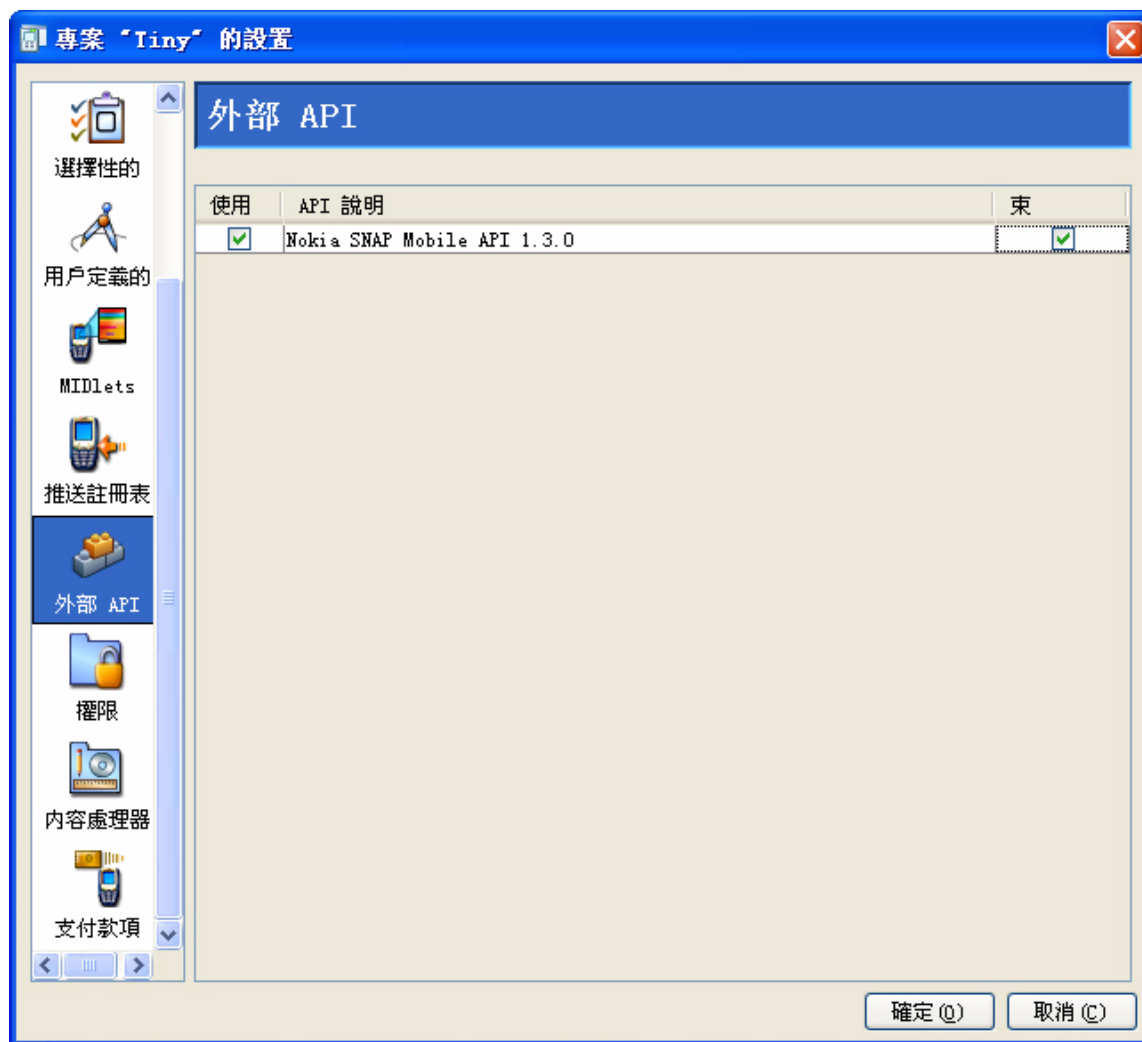 專案 "Tiny" 的設置
選擇性的
用戶定義的
MIDlets
推送註冊表
外部 API
權限
內容處理器
支付款項
外部 API
使用 API 說明 束
Nokia SNAP Mobile API 1.3.0
確定(O) 取消(C)